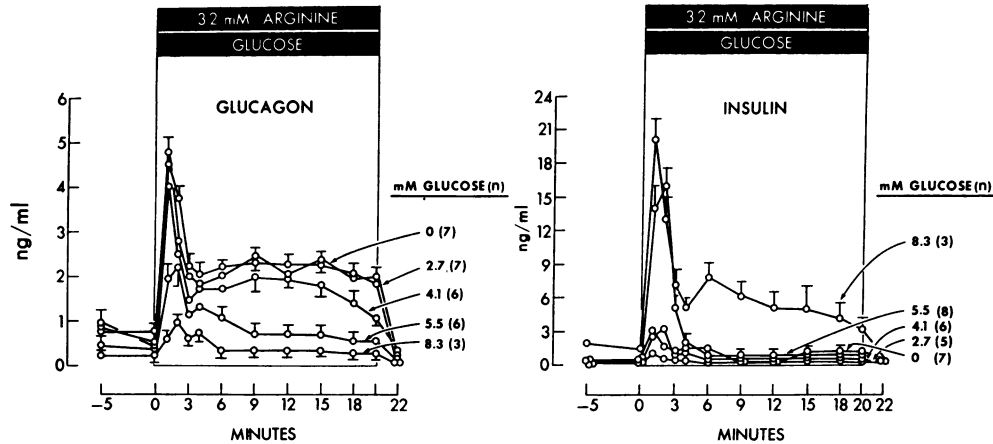 32 mM ARGININE
GLUCOSE
GLUCAGON
6
5
4
3
2
1
0
ng/ml
mM GLUCOSE(n)
0 (7)
2.7 (7)
4.1 (6)
5.5 (6)
8.3 (3)
−5 0 3 6 9 12 15 18 20 22
MINUTES
32 mM ARGININE
GLUCOSE
INSULIN
24
21
18
15
12
9
6
3
0
ng/ml
mM GLUCOSE(n)
8.3 (3)
5.5 (8)
4.1 (6)
2.7 (5)
0 (7)
−5 0 3 6 9 12 15 18 20 22
MINUTES